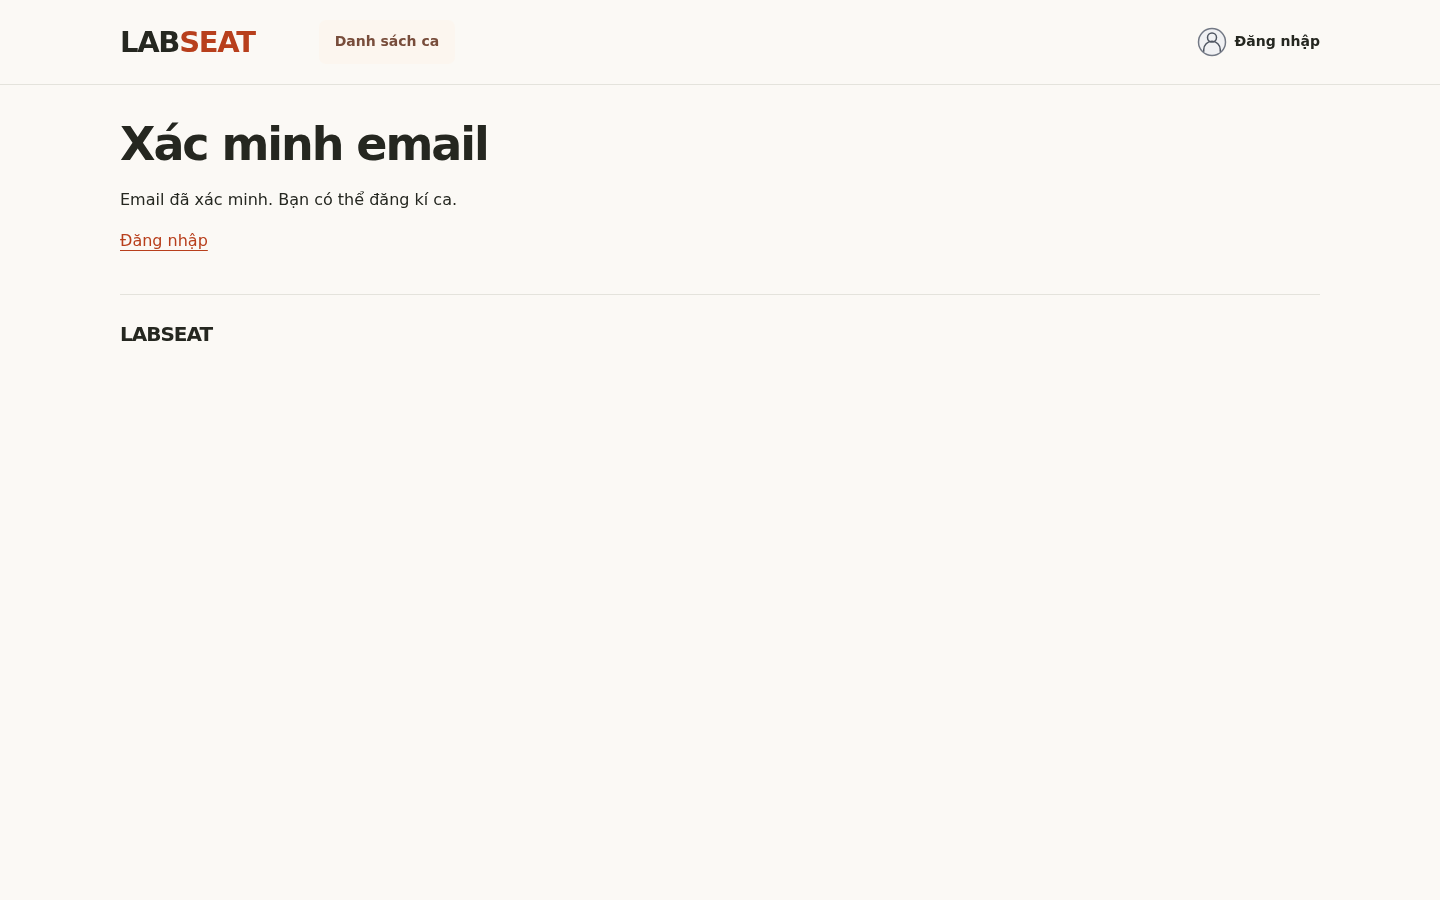 LABSEAT
Danh sách ca
Đăng nhập
Xác minh email
Email đã xác minh. Bạn có thể đăng kí ca.
Đăng nhập
LABSEAT